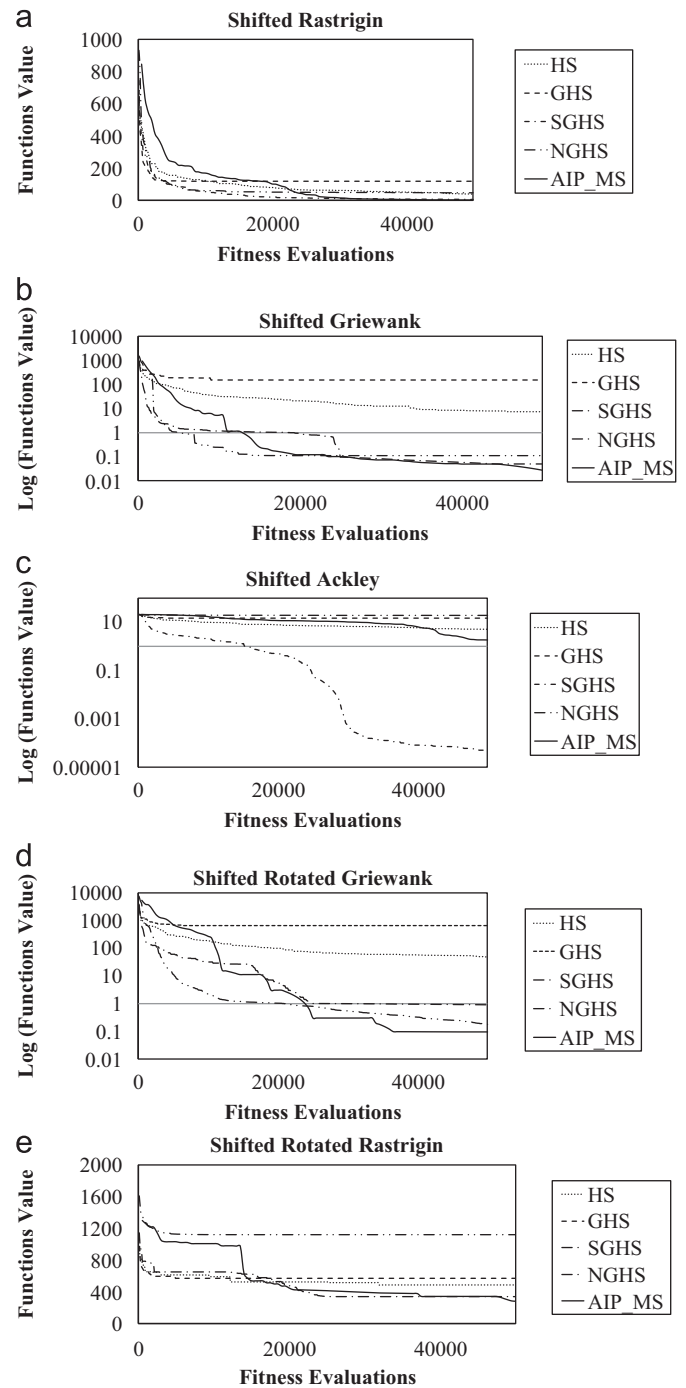 a
Shifted Rastrigin
Functions Value
1000
800
600
400
200
0
0 20000 40000
Fitness Evaluations
HS
GHS
SGHS
NGHS
AIP_MS
b
Shifted Griewank
Log (Functions Value)
10000
1000
100
10
1
0.1
0.01
0 20000 40000
Fitness Evaluations
HS
GHS
SGHS
NGHS
AIP_MS
c
Shifted Ackley
Log (Functions Value)
10
0.1
0.001
0.00001
0 20000 40000
Fitness Evaluations
HS
GHS
SGHS
NGHS
AIP_MS
d
Shifted Rotated Griewank
Log (Functions Value)
10000
1000
100
10
1
0.1
0.01
0 20000 40000
Fitness Evaluations
HS
GHS
SGHS
NGHS
AIP_MS
e
Shifted Rotated Rastrigin
Functions Value
2000
1600
1200
800
400
0
0 20000 40000
Fitness Evaluations
HS
GHS
SGHS
NGHS
AIP_MS